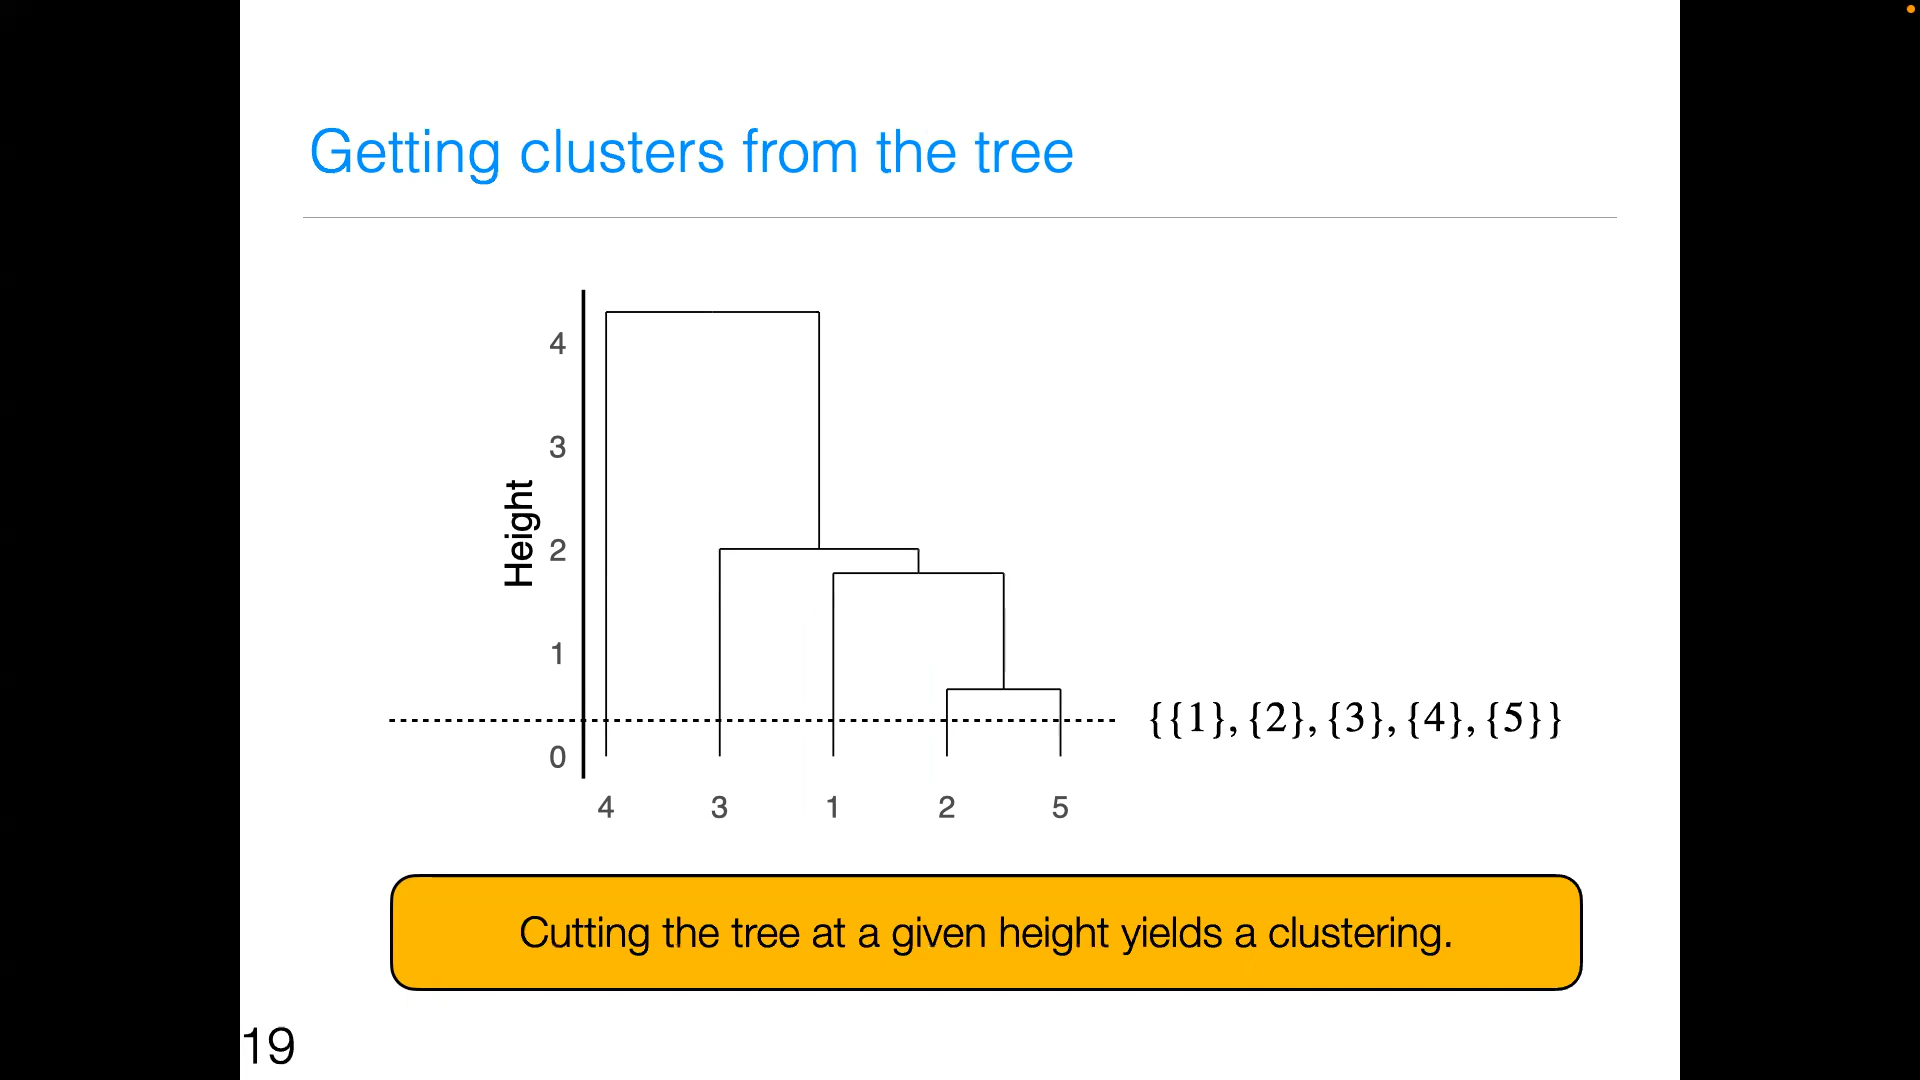 Getting clusters from the tree
Height
4
3
2
1
0
4 3 1 2 5
{{1}, {2}, {3}, {4}, {5}}
Cutting the tree at a given height yields a clustering.
19